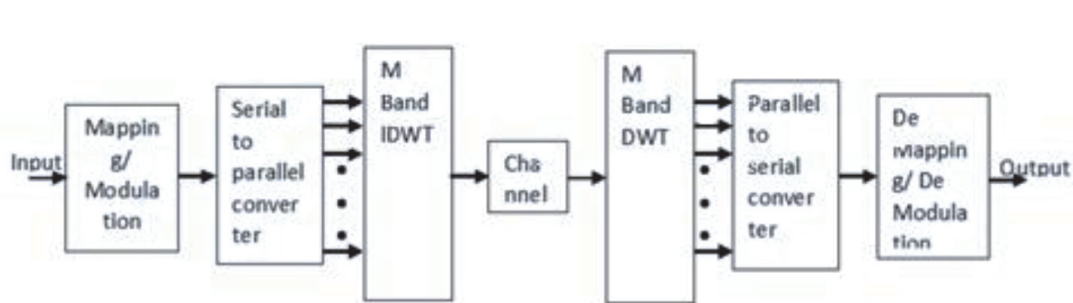 Input
Mappin
g/
Modula
tion
Serial
to
parallel
conver
ter
M
Band
IDWT
Cha
nnel
M
Band
DWT
Parallel
to
serial
conver
ter
De
Mappin
g/ De
Modula
tion
Output